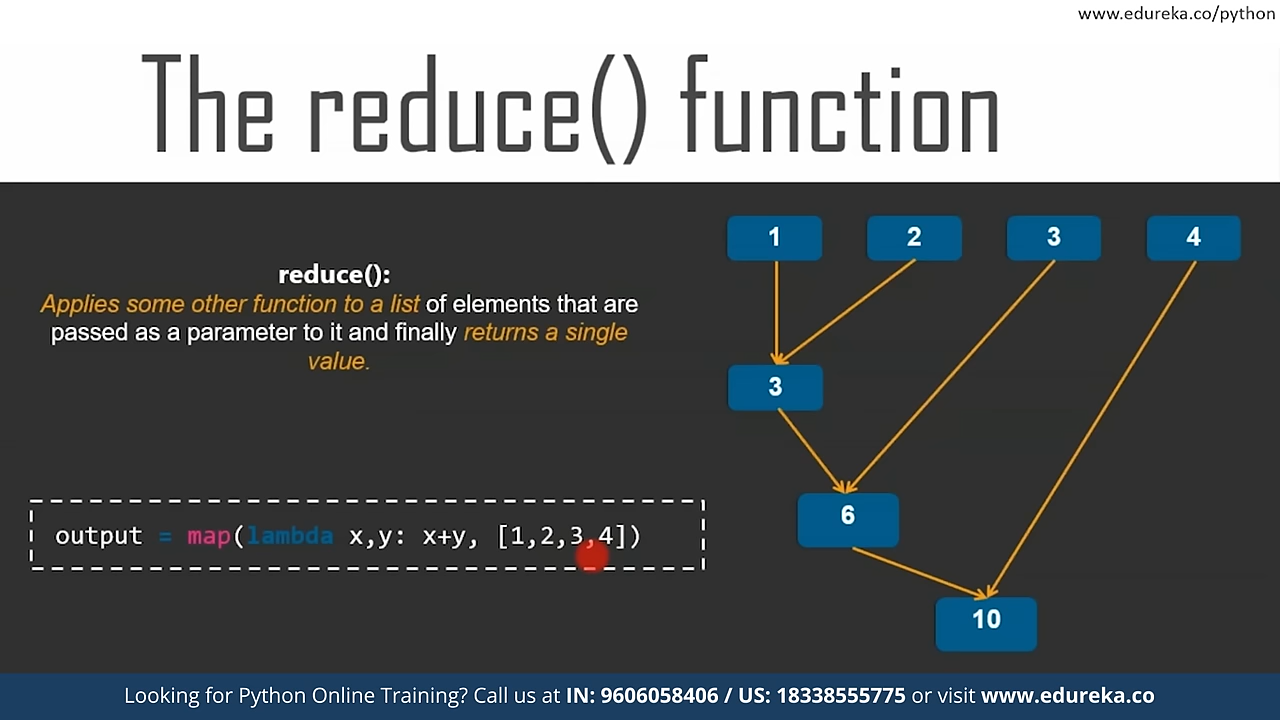 www.edureka.co/python
The reduce() function
reduce():
Applies some other function to a list of elements that are
passed as a parameter to it and finally returns a single
value.
output = map(lambda x,y: x+y, [1,2,3,4])
1 2 3 4
3
6
10
Looking for Python Online Training? Call us at IN: 9606058406 / US: 18338555775 or visit www.edureka.co